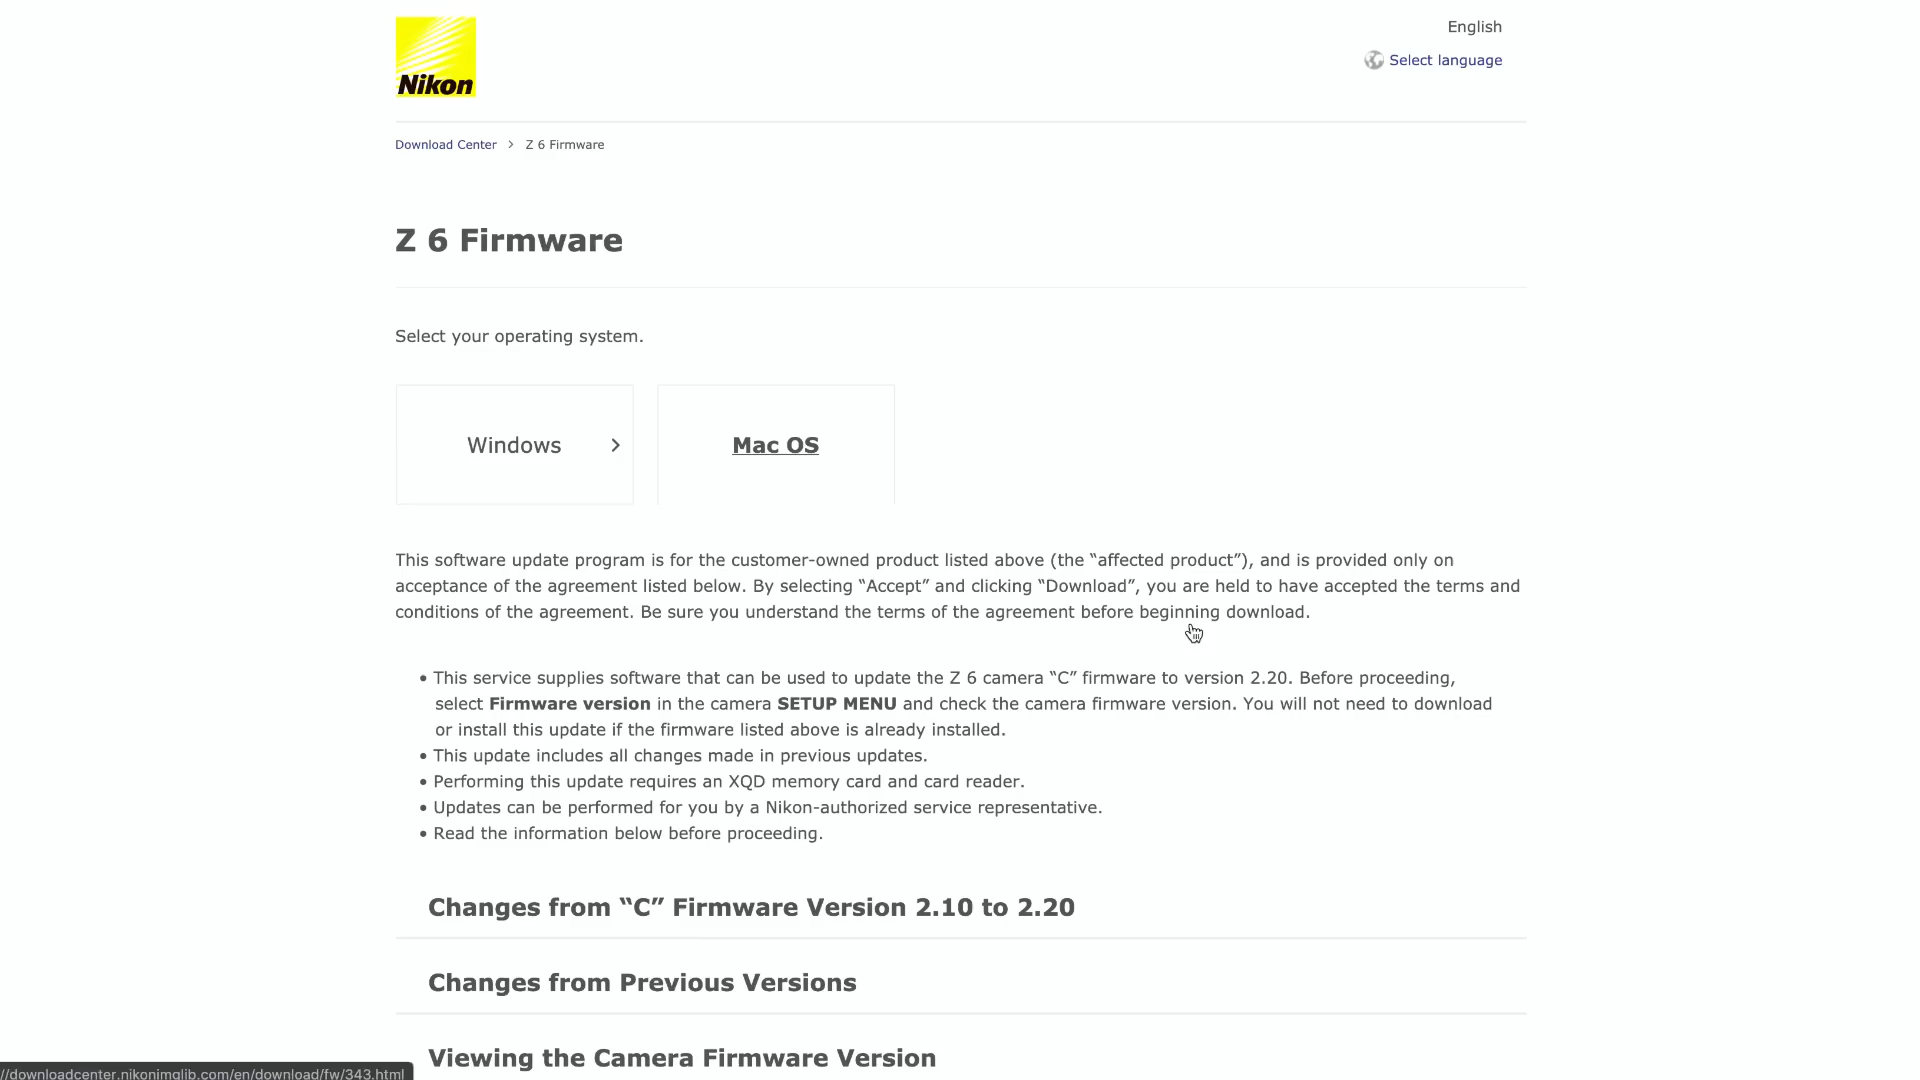 Nikon
English
Select language
Download Center > Z 6 Firmware
Z 6 Firmware
Select your operating system.
Windows >
Mac OS
This software update program is for the customer-owned product listed above (the “affected product”), and is provided only on
acceptance of the agreement listed below. By selecting “Accept” and clicking “Download”, you are held to have accepted the terms and
conditions of the agreement. Be sure you understand the terms of the agreement before beginning download.
• This service supplies software that can be used to update the Z 6 camera “C” firmware to version 2.20. Before proceeding,
select Firmware version in the camera SETUP MENU and check the camera firmware version. You will not need to download
or install this update if the firmware listed above is already installed.
• This update includes all changes made in previous updates.
• Performing this update requires an XQD memory card and card reader.
• Updates can be performed for you by a Nikon-authorized service representative.
• Read the information below before proceeding.
Changes from “C” Firmware Version 2.10 to 2.20
Changes from Previous Versions
Viewing the Camera Firmware Version
//downloadcenter.nikonimglib.com/en/download/fw/343.html